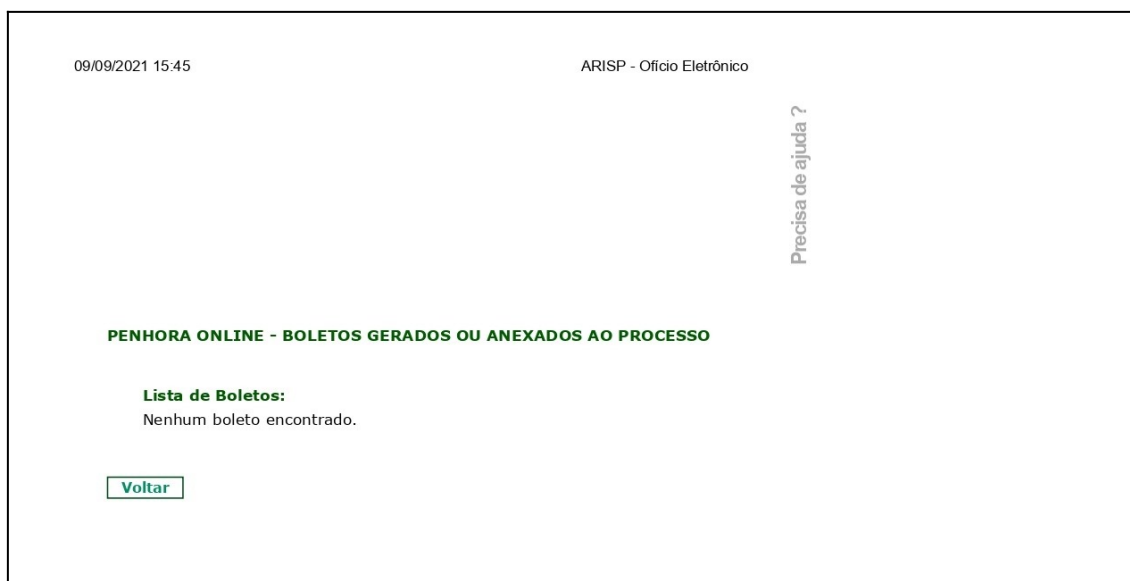 09/09/2021 15:45
ARISP - Ofício Eletrônico
Precisa de ajuda ?
PENHORA ONLINE - BOLETOS GERADOS OU ANEXADOS AO PROCESSO
Lista de Boletos:
Nenhum boleto encontrado.
Voltar